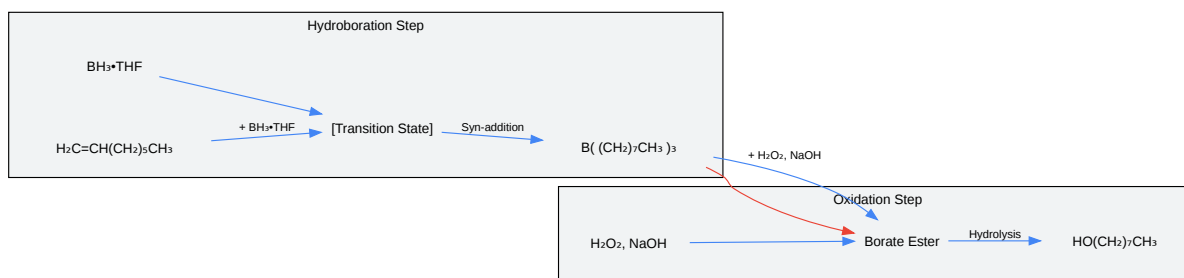 Hydroboration Step
BH₃•THF
H₂C=CH(CH₂)₅CH₃
+ BH₃•THF
[Transition State]
Syn-addition
B( (CH₂)₇CH₃ )₃
+ H₂O₂, NaOH
Oxidation Step
H₂O₂, NaOH
Borate Ester
Hydrolysis
HO(CH₂)₇CH₃